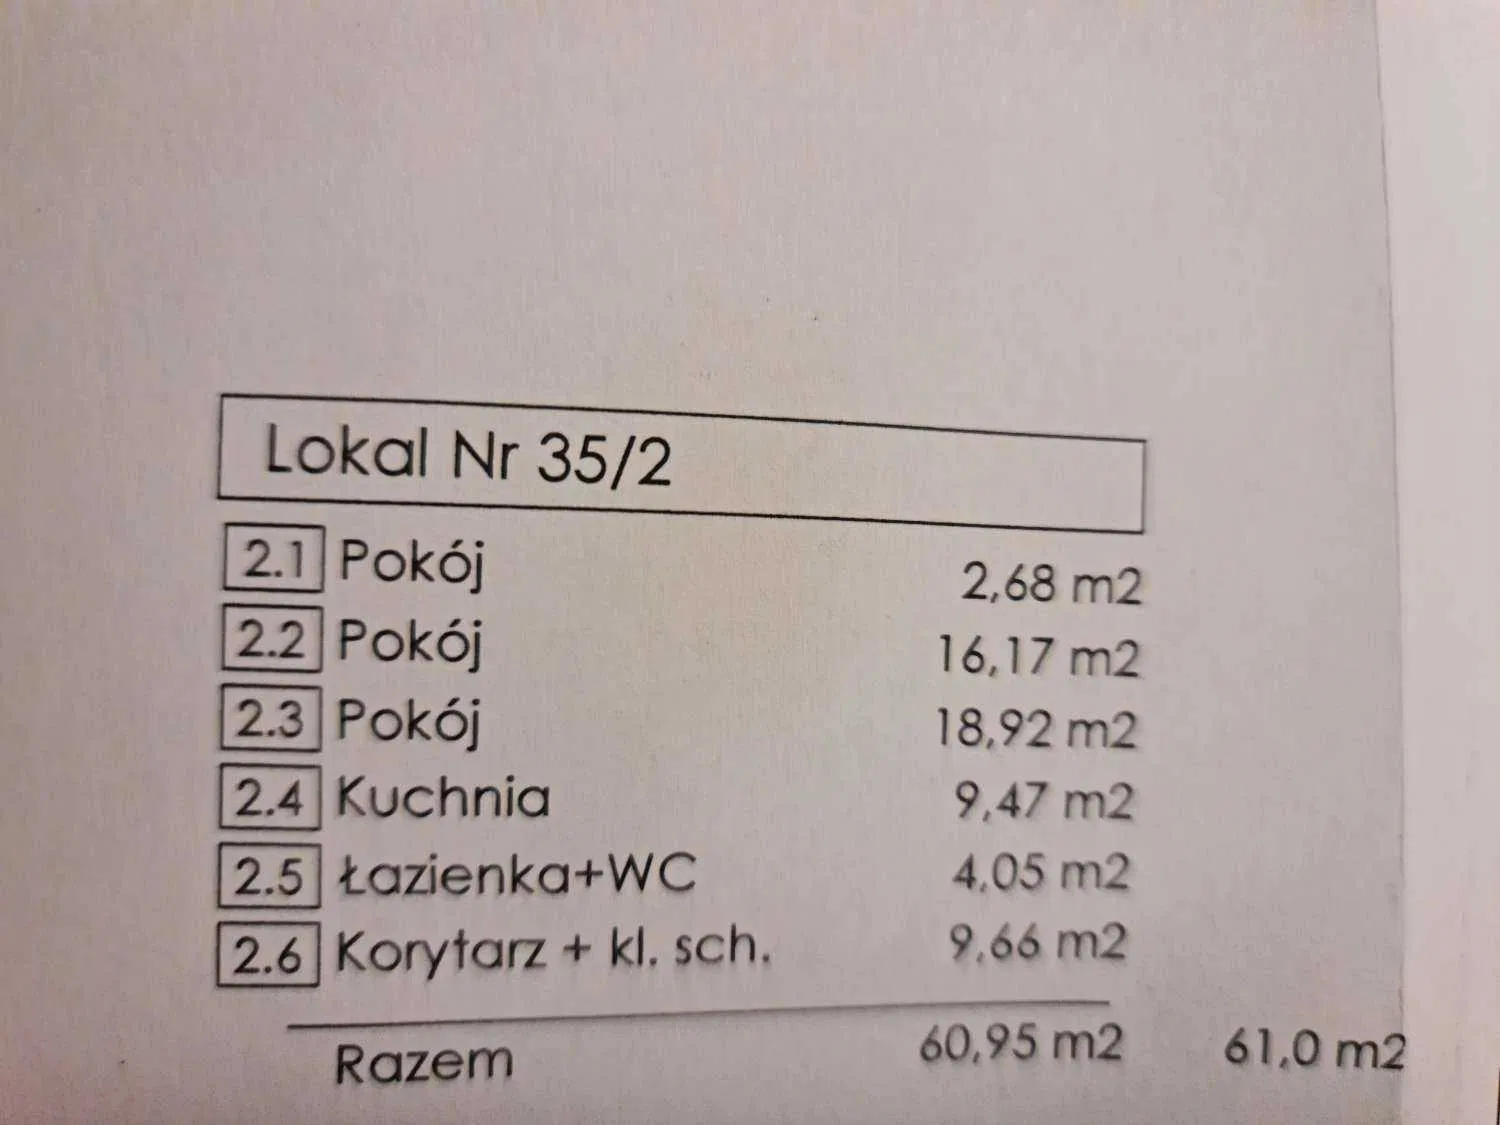 Lokal Nr 35/2
2.1 Pokój 2,68 m2
2.2 Pokój 16,17 m2
2.3 Pokój 18,92 m2
2.4 Kuchnia 9,47 m2
2.5 Łazienka+WC 4,05 m2
2.6 Korytarz + kl. sch. 9,66 m2
Razem 60,95 m2 61,0 m2